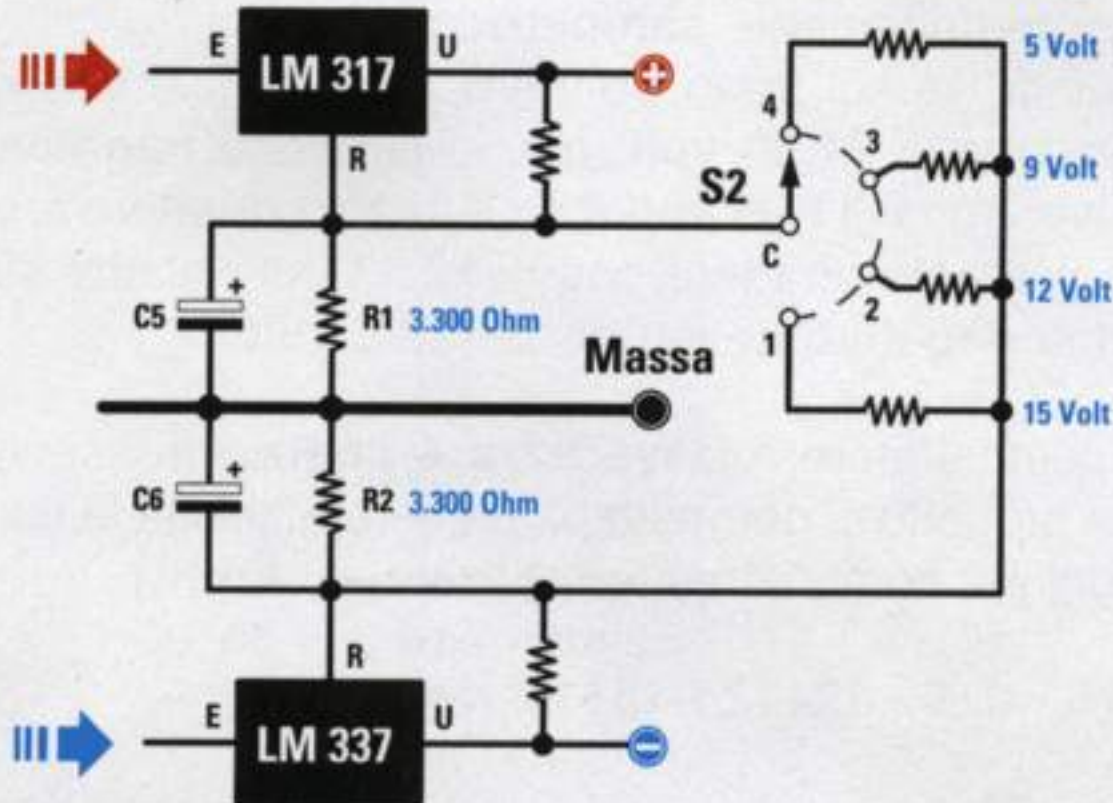 E
LM 317
U
+
R
5 Volt
4
3
9 Volt
S2
C
+
C5
R1 3.300 Ohm
2
12 Volt
1
Massa
15 Volt
+
C6
R2 3.300 Ohm
R
E
LM 337
U
−